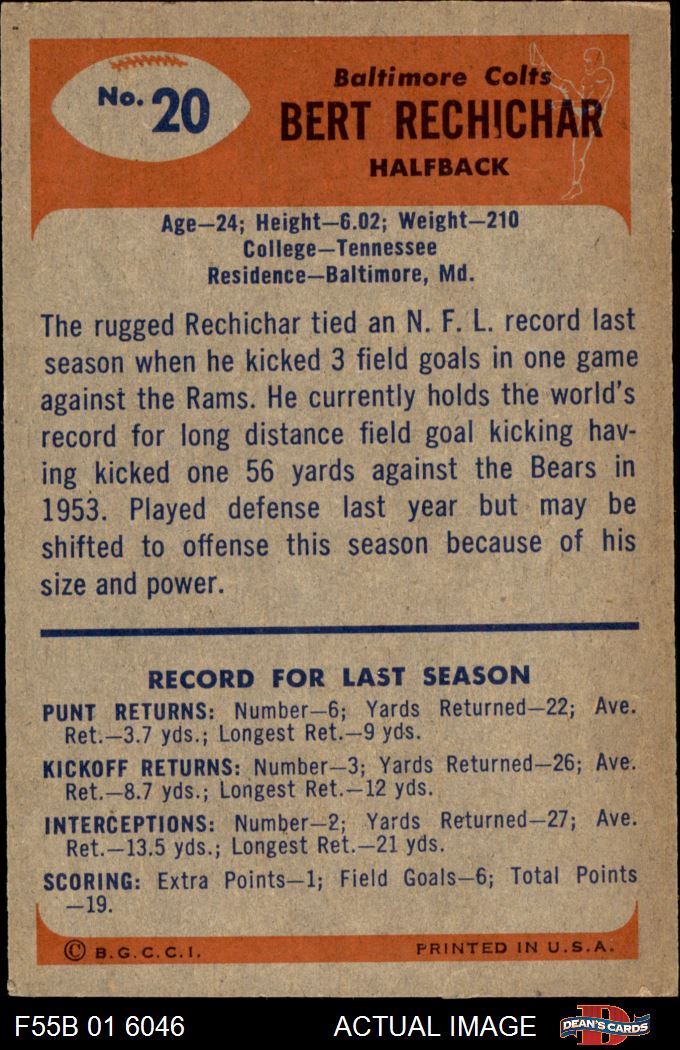 No. 20
Baltimore Colts
BERT RECHICHAR
HALFBACK
Age—24; Height—6.02; Weight—210
College—Tennessee
Residence—Baltimore, Md.
The rugged Rechichar tied an N. F. L. record last
season when he kicked 3 field goals in one game
against the Rams. He currently holds the world's
record for long distance field goal kicking hav-
ing kicked one 56 yards against the Bears in
1953. Played defense last year but may be
shifted to offense this season because of his
size and power.
RECORD FOR LAST SEASON
PUNT RETURNS: Number—6; Yards Returned—22; Ave.
Ret.—3.7 yds.; Longest Ret.—9 yds.
KICKOFF RETURNS: Number—3; Yards Returned—26; Ave.
Ret.—8.7 yds.; Longest Ret.—12 yds.
INTERCEPTIONS: Number—2; Yards Returned—27; Ave.
Ret.—13.5 yds.; Longest Ret.—21 yds.
SCORING: Extra Points—1; Field Goals—6; Total Points
—19.
© B. G. C. C. I.
PRINTED IN U. S. A.
F55B 01 6046
ACTUAL IMAGE
DEAN'S CARDS